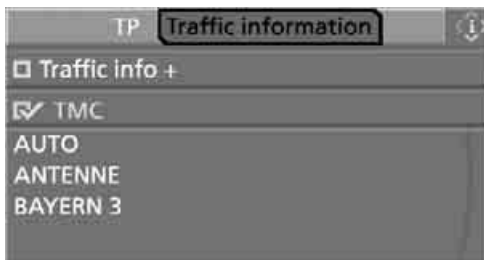 TP Traffic information i
Traffic info +
TMC
AUTO
ANTENNE
BAYERN 3